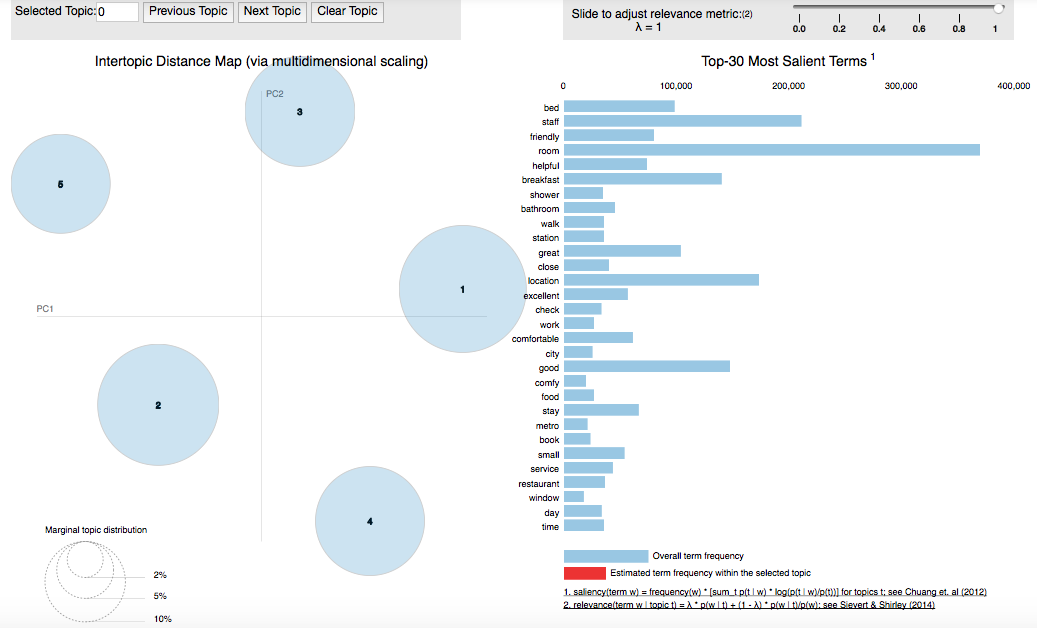 Selected Topic: 0 Previous Topic Next Topic Clear Topic
Slide to adjust relevance metric:(2)
λ = 1
0.0 0.2 0.4 0.6 0.8 1
Intertopic Distance Map (via multidimensional scaling)
PC2
PC1
3
5
1
2
4
Marginal topic distribution
2%
5%
10%
Top-30 Most Salient Terms 1
0 100,000 200,000 300,000 400,000
bed
staff
friendly
room
helpful
breakfast
shower
bathroom
walk
station
great
close
location
excellent
check
work
comfortable
city
good
comfy
food
stay
metro
book
small
service
restaurant
window
day
time
Overall term frequency
Estimated term frequency within the selected topic
1. saliency(term w) = frequency(w) * [sum_t p(t | w) * log(p(t | w)/p(t))] for topics t; see Chuang et. al (2012)
2. relevance(term w | topic t) = λ * p(w | t) + (1 - λ) * p(w | t)/p(w); see Sievert & Shirley (2014)